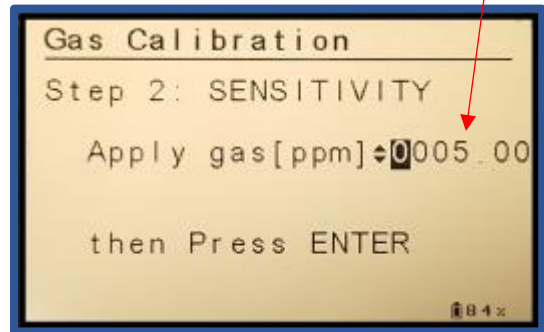 Gas Calibration
Step 2: SENSITIVITY
Apply gas[ppm]≑0005.00
then Press ENTER
84%